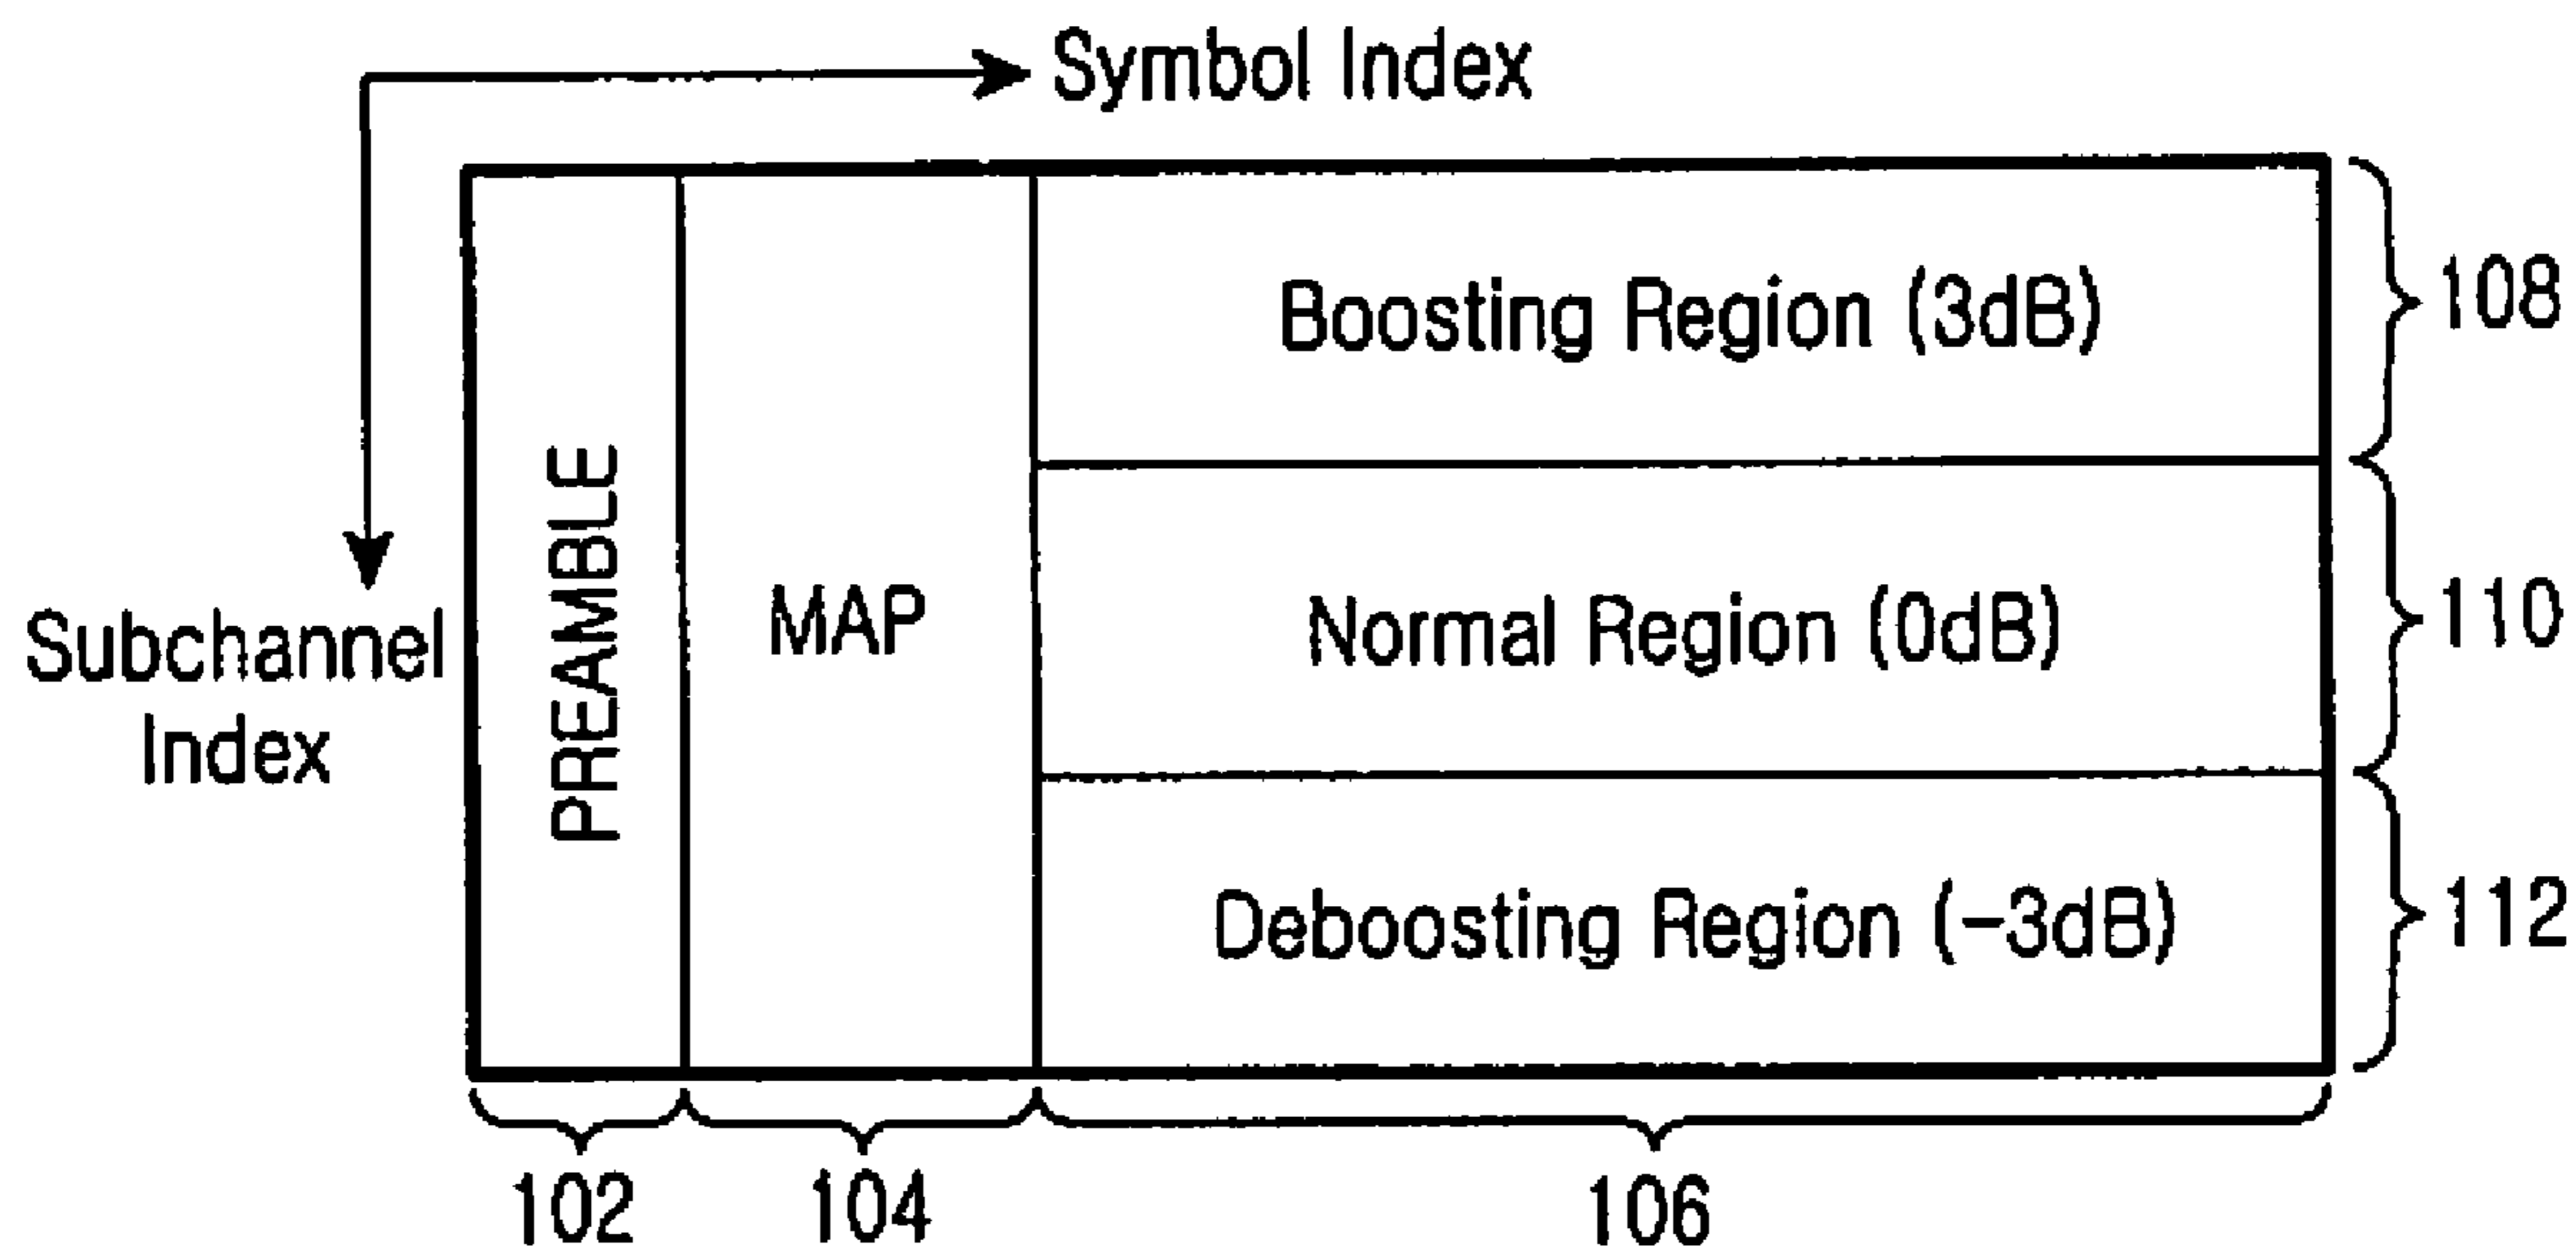 Symbol Index
Subchannel
Index
PREAMBLE
MAP
Boosting Region (3dB)
Normal Region (0dB)
Deboosting Region (-3dB)
108
110
112
102
104
106